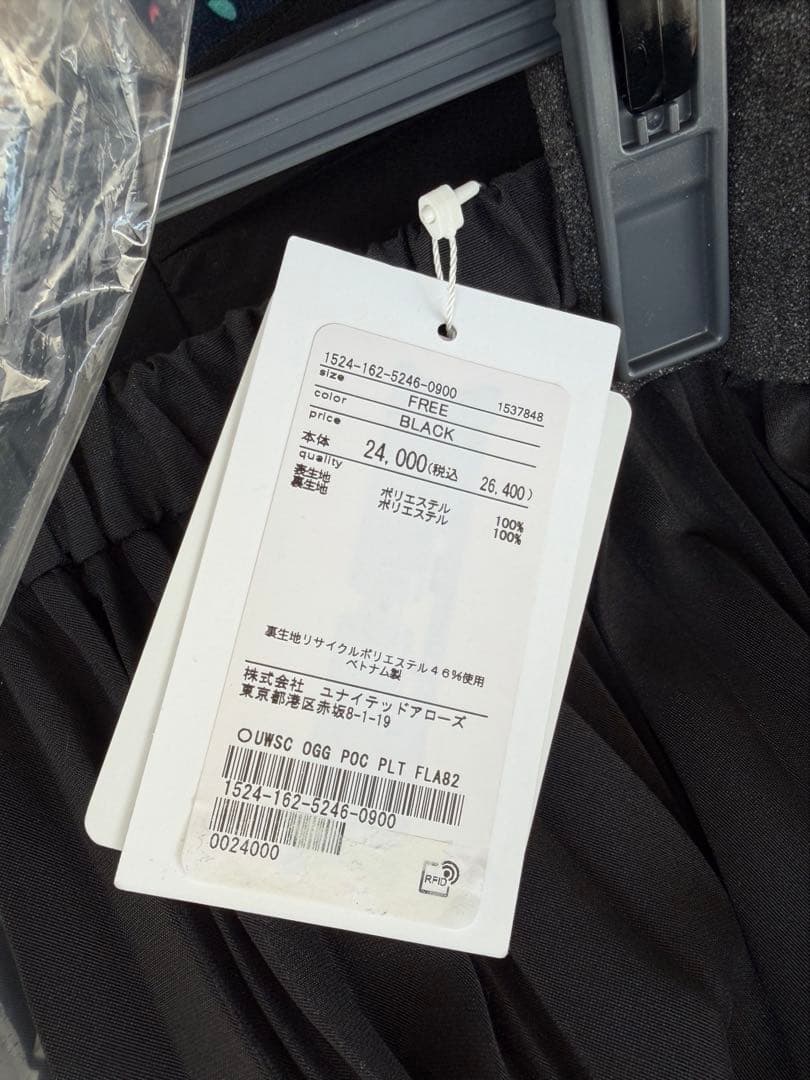 1524-162-5246-0900
size FREE 1537848
color BLACK
price
本体 24,000(税込 26,400)
quality
表生地 ポリエステル 100%
裏生地 ポリエステル 100%
裏生地リサイクルポリエステル46%使用
ベトナム製
株式会社 ユナイテッドアローズ
東京都港区赤坂8-1-19
○UWSC OGG POC PLT FLA82
1524-162-5246-0900
0024000
RFID